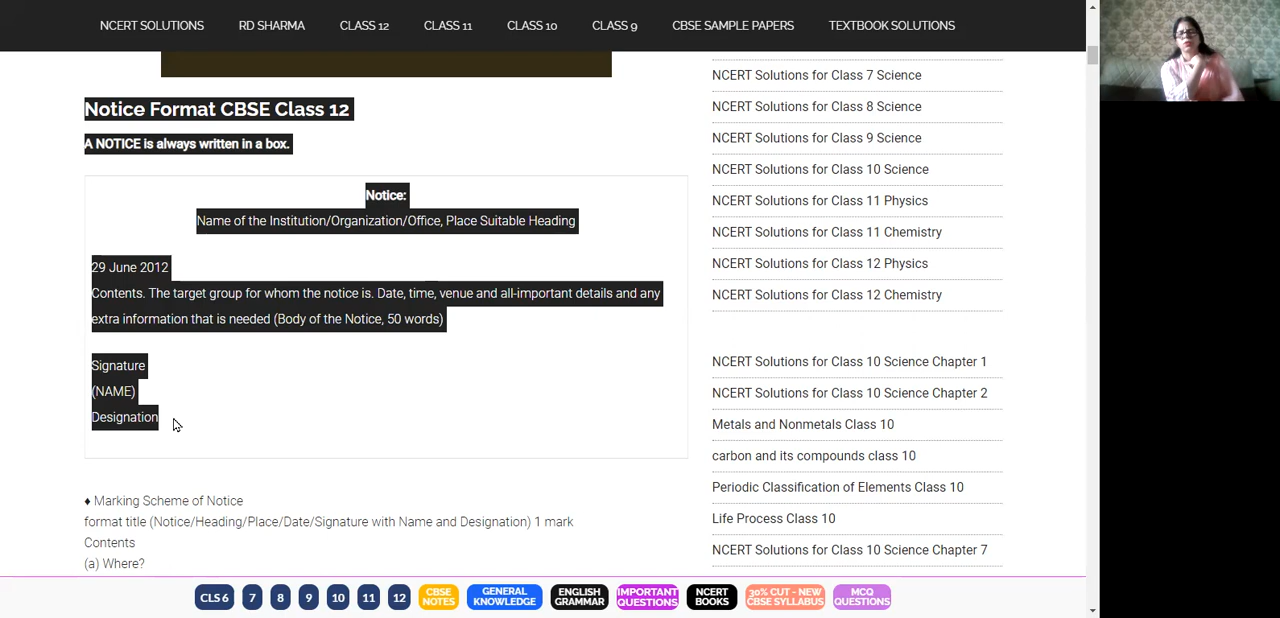 NCERT SOLUTIONS RD SHARMA CLASS 12 CLASS 11 CLASS 10 CLASS 9 CBSE SAMPLE PAPERS TEXTBOOK SOLUTIONS
Notice Format CBSE Class 12
A NOTICE is always written in a box.
Notice:
Name of the Institution/Organization/Office, Place Suitable Heading
29 June 2012
Contents. The target group for whom the notice is. Date, time, venue and all-important details and any
extra information that is needed (Body of the Notice, 50 words)
Signature
(NAME)
Designation
♦ Marking Scheme of Notice
format title (Notice/Heading/Place/Date/Signature with Name and Designation) 1 mark
Contents
(a) Where?
NCERT Solutions for Class 7 Science
NCERT Solutions for Class 8 Science
NCERT Solutions for Class 9 Science
NCERT Solutions for Class 10 Science
NCERT Solutions for Class 11 Physics
NCERT Solutions for Class 11 Chemistry
NCERT Solutions for Class 12 Physics
NCERT Solutions for Class 12 Chemistry
NCERT Solutions for Class 10 Science Chapter 1
NCERT Solutions for Class 10 Science Chapter 2
Metals and Nonmetals Class 10
carbon and its compounds class 10
Periodic Classification of Elements Class 10
Life Process Class 10
NCERT Solutions for Class 10 Science Chapter 7
CLS 6 7 8 9 10 11 12 CBSE NOTES GENERAL KNOWLEDGE ENGLISH GRAMMAR IMPORTANT QUESTIONS NCERT BOOKS 30% CUT - NEW CBSE SYLLABUS MCQ QUESTIONS